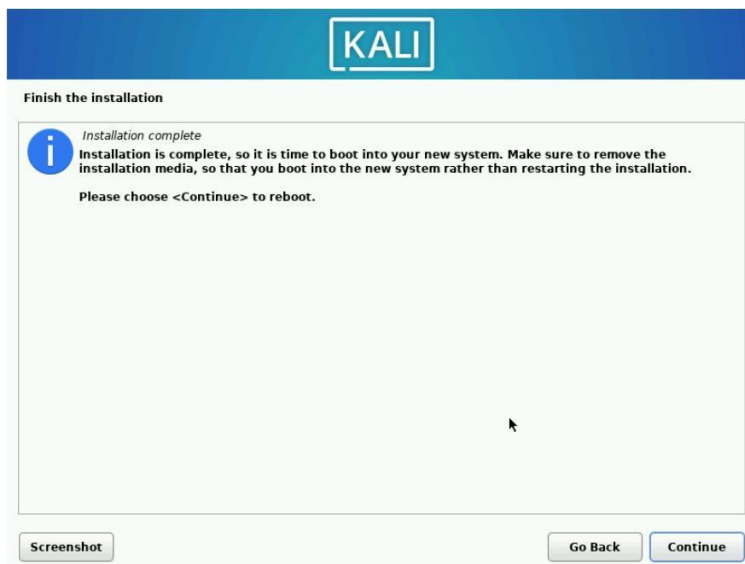 KALI
Finish the installation
Installation complete
Installation is complete, so it is time to boot into your new system. Make sure to remove the
installation media, so that you boot into the new system rather than restarting the installation.
Please choose <Continue> to reboot.
Screenshot
Go Back
Continue